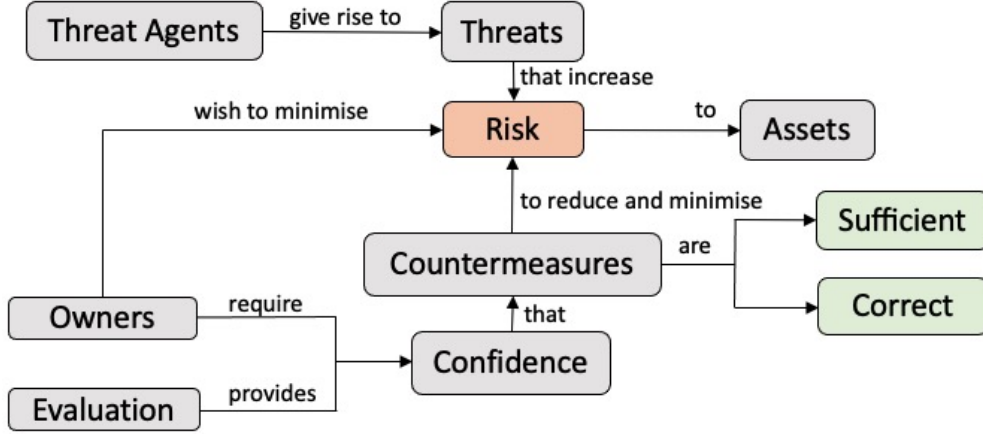 Threat Agents
give rise to
Threats
that increase
wish to minimise
Risk
to
Assets
to reduce and minimise
Sufficient
Countermeasures
are
Correct
Owners
require
that
Confidence
Evaluation
provides